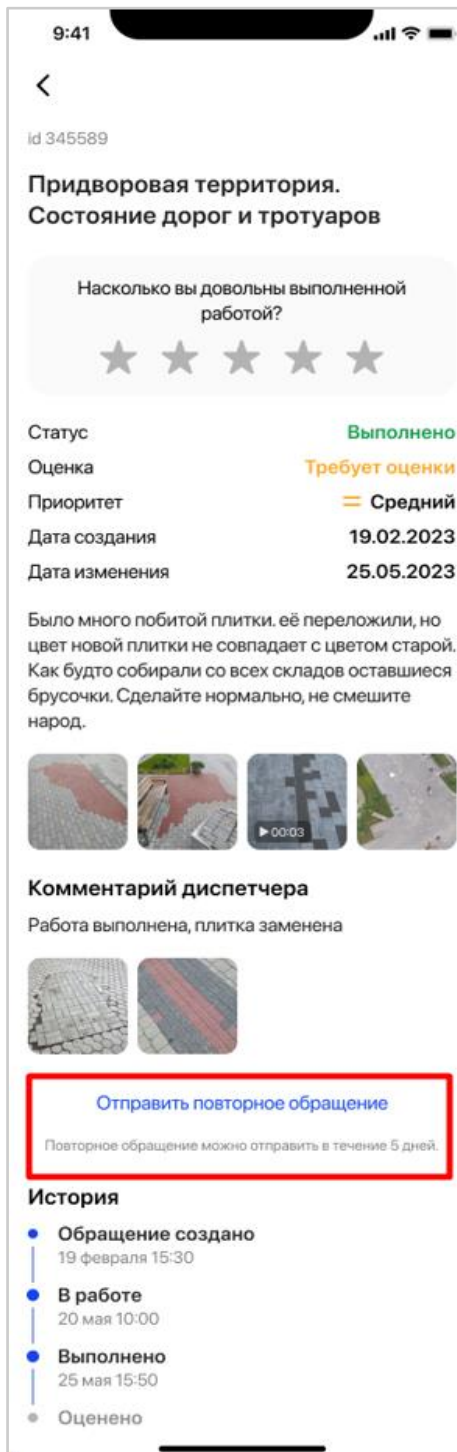 9:41
id 345589
Придворовая территория.
Состояние дорог и тротуаров
Насколько вы довольны выполненной
работой?
Статус Выполнено
Оценка Требует оценки
Приоритет Средний
Дата создания 19.02.2023
Дата изменения 25.05.2023
Было много побитой плитки. её переложили, но
цвет новой плитки не совпадает с цветом старой.
Как будто собирали со всех складов оставшиеся
брусочки. Сделайте нормально, не смешите
народ.
00:03
Комментарий диспетчера
Работа выполнена, плитка заменена
Отправить повторное обращение
Повторное обращение можно отправить в течение 5 дней.
История
Обращение создано
19 февраля 15:30
В работе
20 мая 10:00
Выполнено
25 мая 15:50
Оценено